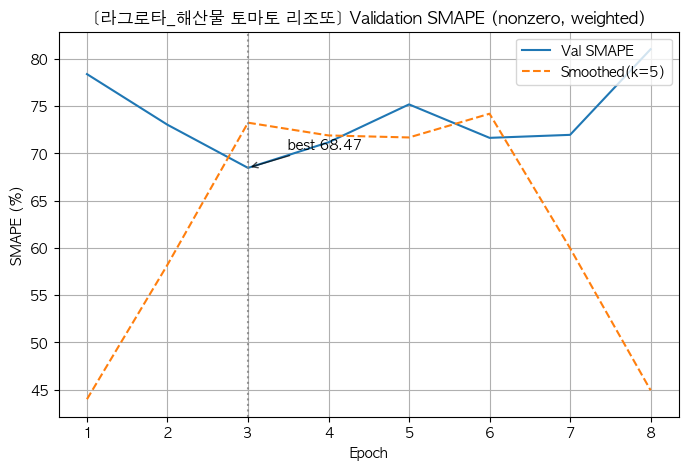 [라그로타_해산물 토마토 리조또] Validation SMAPE (nonzero, weighted)
Val SMAPE
Smoothed(k=5)
best 68.47
SMAPE (%)
80
75
70
65
60
55
50
45
1 2 3 4 5 6 7 8
Epoch